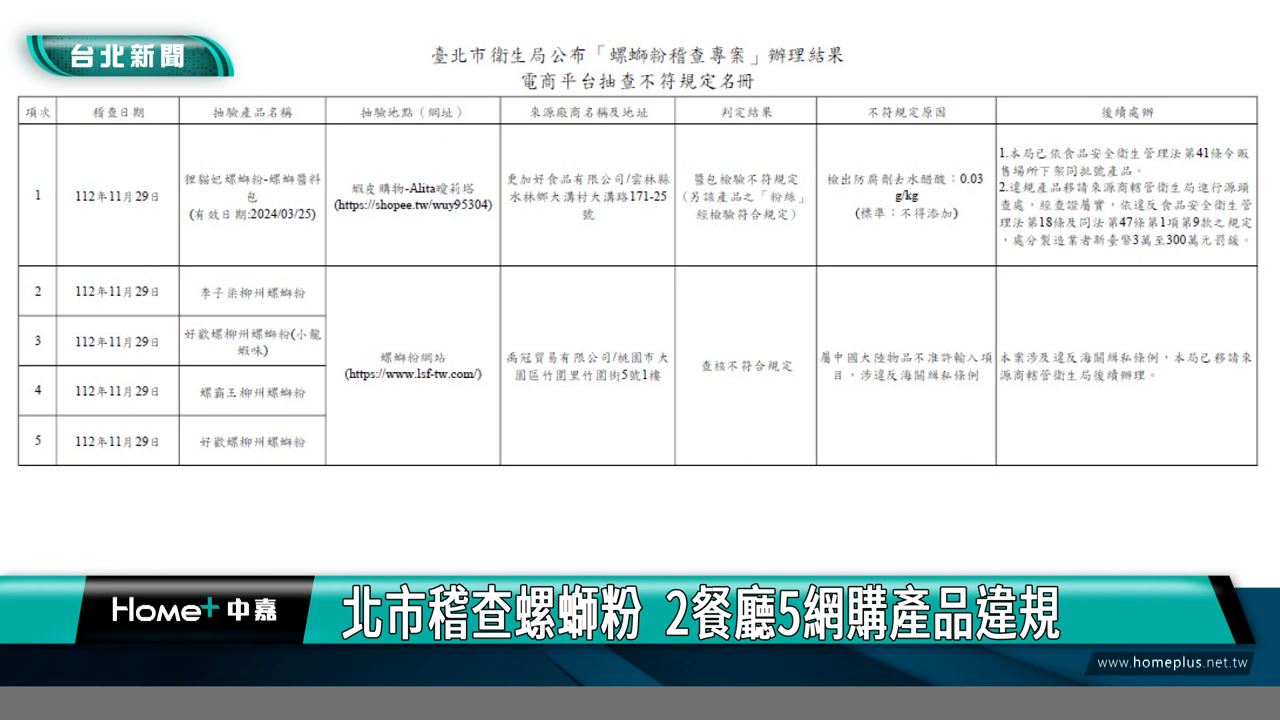 台北新聞
臺北市衛生局公布「螺螄粉稽查專案」辦理結果
電商平台抽查不符規定名冊
項次 稽查日期 抽驗產品名稱 抽驗地點（網址） 來源廠商名稱及地址 判定結果 不符規定原因 後續處辦
1
112年11月29日
狸貓妃螺螄粉-螺螄醬料
包
(有效日期:2024/03/25)
蝦皮購物-Alita噯莉塔
(https://shopee.tw/wuy95304)
更加好食品有限公司/雲林縣
水林鄉大溝村大溝路171-25
號
醬包檢驗不符規定
(另該產品之「粉絲」
經檢驗符合規定)
檢出防腐劑去水醋酸：0.03
g/kg
(標準：不得添加)
1.本局已依食品安全衛生管理法第41條令販
售場所下架同批號產品。
2.違規產品移請來源商轄管衛生局進行源頭
查處，經查證屬實，依違反食品安全衛生管
理法第18條及同法第47條第1項第9款之規定
，處分製造業者新臺幣3萬至300萬元罰鍰。
2 112年11月29日 李子柒柳州螺螄粉
3 112年11月29日 好歡螺柳州螺螄粉(小龍
蝦味)
4 112年11月29日 螺霸王柳州螺螄粉
5 112年11月29日 好歡螺柳州螺螄粉
螺螄粉網站
(https://www.lsf-tw.com/)
禹冠貿易有限公司/桃園市大
園區竹圍里竹圍街5號1樓
查核不符合規定
屬中國大陸物品不准許輸入項
目，涉違反海關緝私條例
本案涉及違反海關緝私條例，本局已移請來
源商轄管衛生局後續辦理。
Home+中嘉
北市稽查螺螄粉 2餐廳5網購產品違規
www.homeplus.net.tw